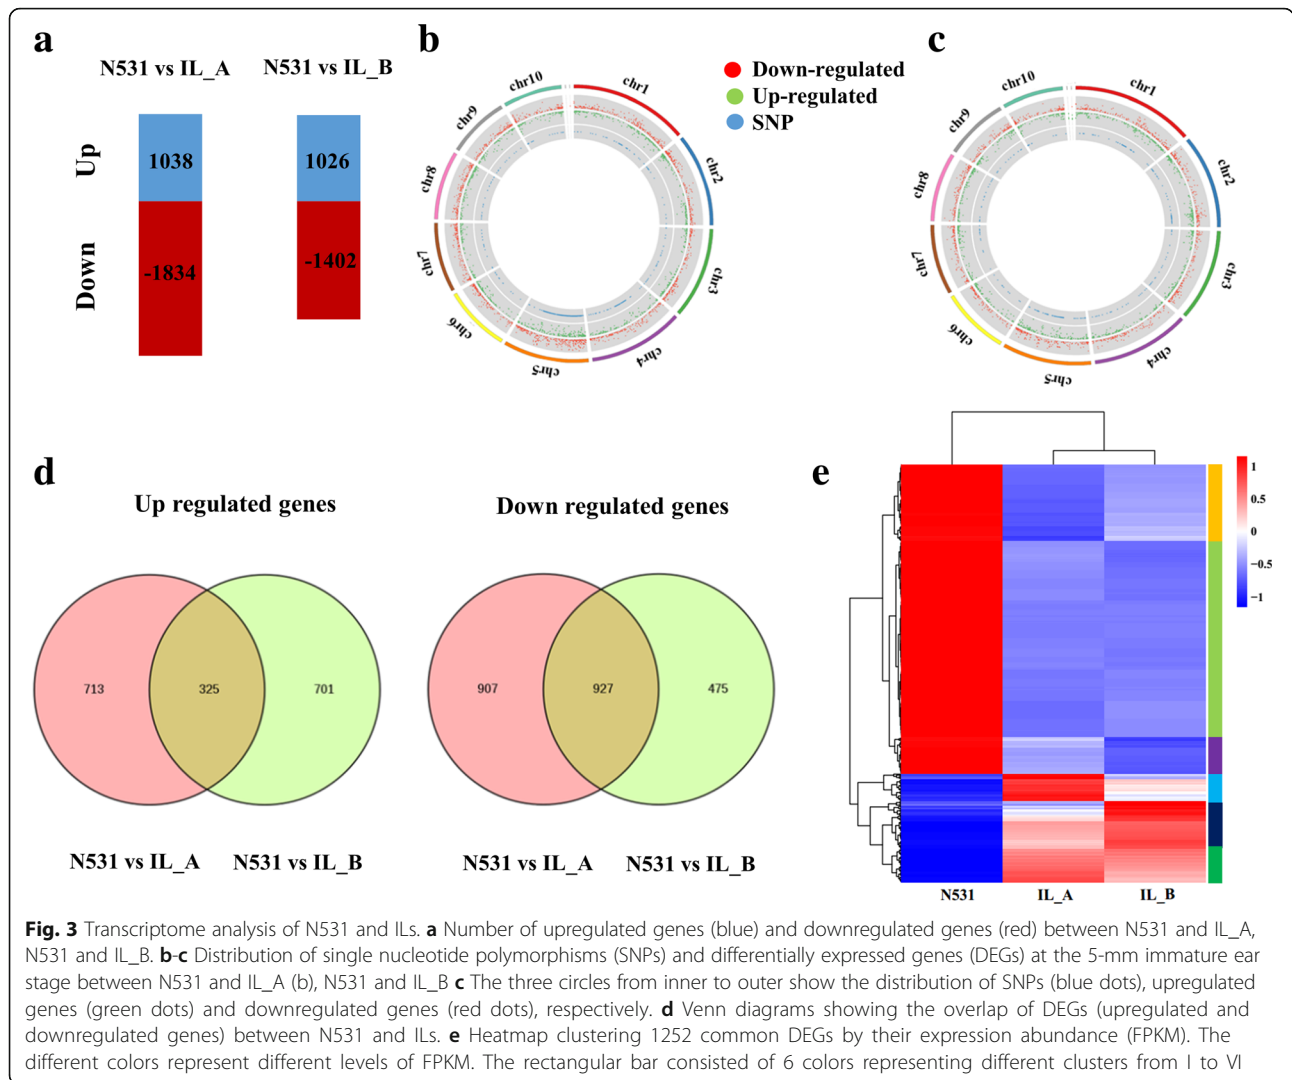 a
N531 vs IL_A
N531 vs IL_B
Up
Down
1038
1026
-1834
-1402
b
chr1
chr2
chr3
chr4
chr5
chr6
chr7
chr8
chr9
chr10
Down-regulated
Up-regulated
SNP
c
chr1
chr2
chr3
chr4
chr5
chr6
chr7
chr8
chr9
chr10
d
Up regulated genes
713
325
701
N531 vs IL_A
N531 vs IL_B
Down regulated genes
907
927
475
N531 vs IL_A
N531 vs IL_B
e
1
0.5
0
−0.5
−1
N531
IL_A
IL_B
Fig. 3 Transcriptome analysis of N531 and ILs. a Number of upregulated genes (blue) and downregulated genes (red) between N531 and IL_A,
N531 and IL_B. b-c Distribution of single nucleotide polymorphisms (SNPs) and differentially expressed genes (DEGs) at the 5-mm immature ear
stage between N531 and IL_A (b), N531 and IL_B c The three circles from inner to outer show the distribution of SNPs (blue dots), upregulated
genes (green dots) and downregulated genes (red dots), respectively. d Venn diagrams showing the overlap of DEGs (upregulated and
downregulated genes) between N531 and ILs. e Heatmap clustering 1252 common DEGs by their expression abundance (FPKM). The
different colors represent different levels of FPKM. The rectangular bar consisted of 6 colors representing different clusters from I to VI